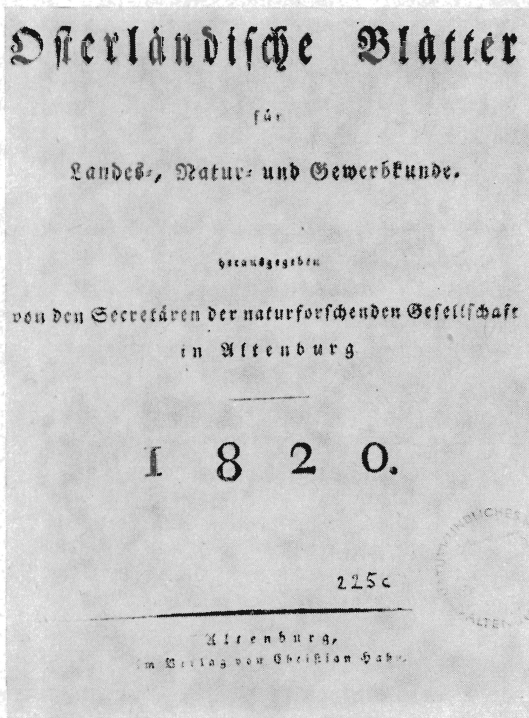 Osterländische Blätter
für
Landes-, Natur- und Gewerbkunde.
herausgegeben
von den Secretären der naturforschenden Gesellschaft
in Altenburg
1820.
225c
Altenburg,
im Verlag von Christian Hahn.